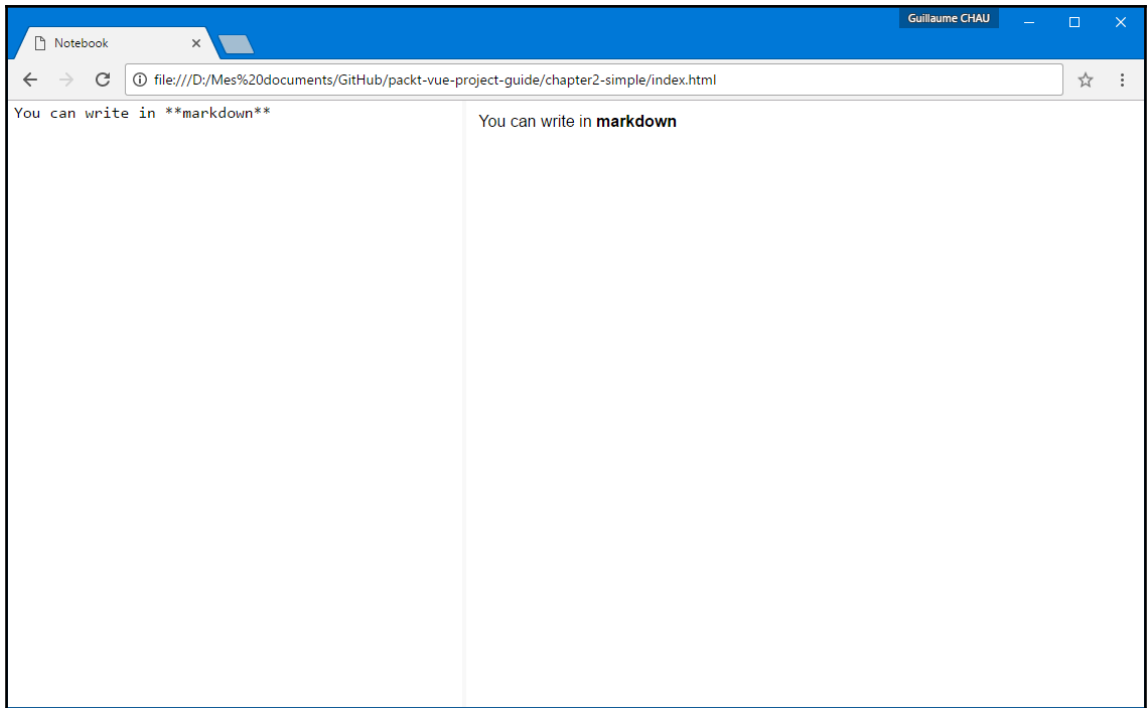 Guillaume CHAU
Notebook
file:///D:/Mes%20documents/GitHub/packt-vue-project-guide/chapter2-simple/index.html
You can write in **markdown**
You can write in markdown